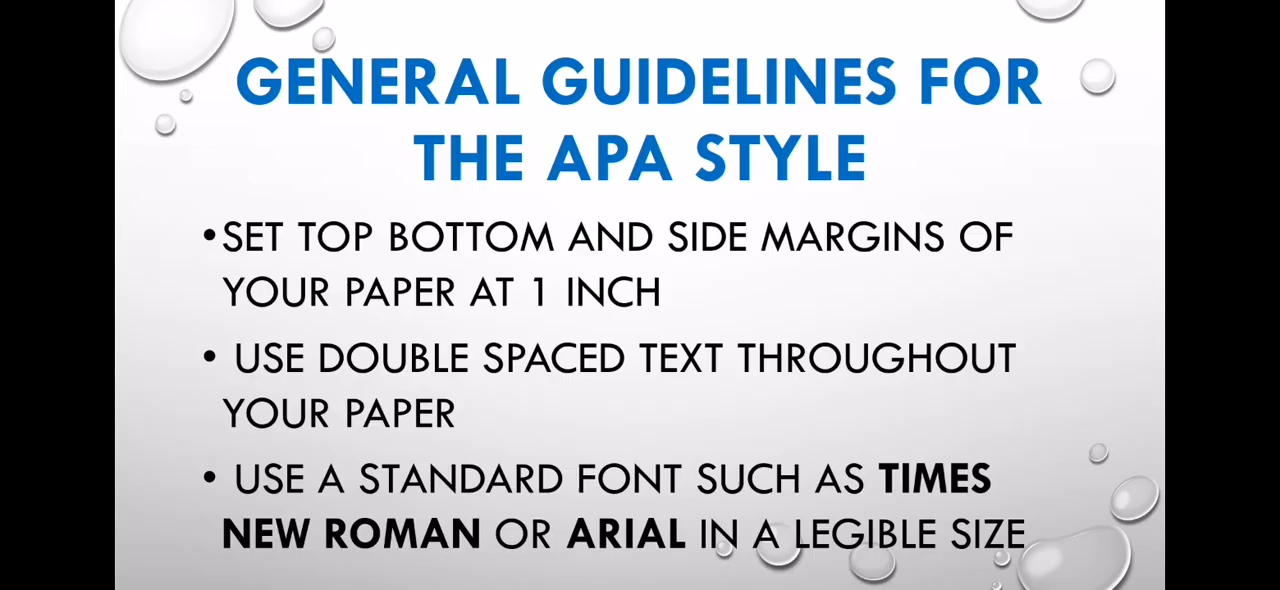 GENERAL GUIDELINES FOR
THE APA STYLE
•SET TOP BOTTOM AND SIDE MARGINS OF
YOUR PAPER AT 1 INCH
• USE DOUBLE SPACED TEXT THROUGHOUT
YOUR PAPER
• USE A STANDARD FONT SUCH AS TIMES
NEW ROMAN OR ARIAL IN A LEGIBLE SIZE